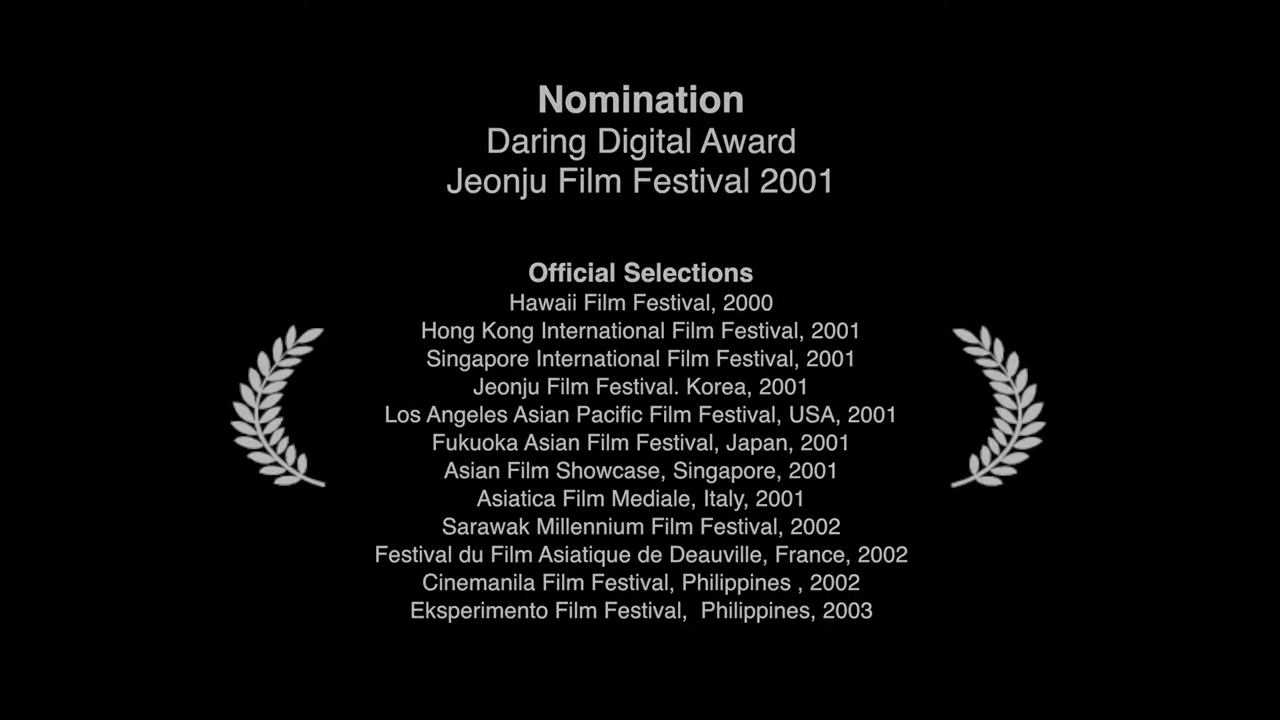 Nomination
Daring Digital Award
Jeonju Film Festival 2001
Official Selections
Hawaii Film Festival, 2000
Hong Kong International Film Festival, 2001
Singapore International Film Festival, 2001
Jeonju Film Festival. Korea, 2001
Los Angeles Asian Pacific Film Festival, USA, 2001
Fukuoka Asian Film Festival, Japan, 2001
Asian Film Showcase, Singapore, 2001
Asiatica Film Mediale, Italy, 2001
Sarawak Millennium Film Festival, 2002
Festival du Film Asiatique de Deauville, France, 2002
Cinemanila Film Festival, Philippines , 2002
Eksperimento Film Festival,  Philippines, 2003